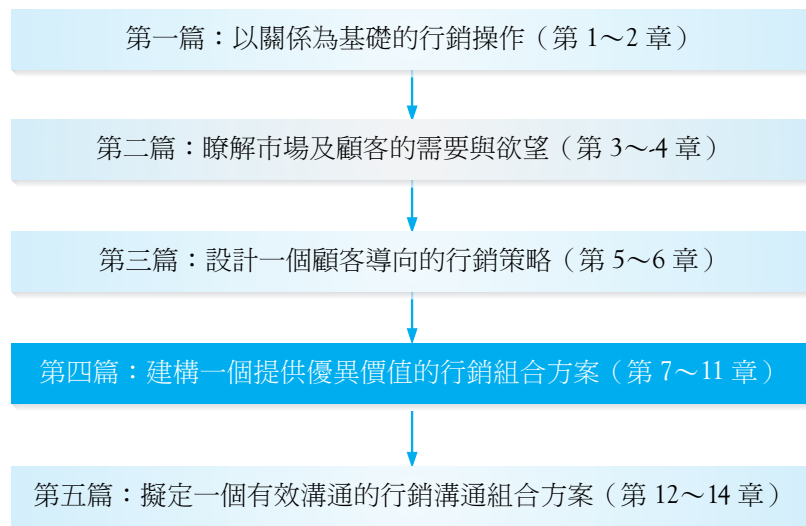 第一篇：以關係為基礎的行銷操作（第 1～2 章）
第二篇：瞭解市場及顧客的需要與欲望（第 3～4 章）
第三篇：設計一個顧客導向的行銷策略（第 5～6 章）
第四篇：建構一個提供優異價值的行銷組合方案（第 7～11 章）
第五篇：擬定一個有效溝通的行銷溝通組合方案（第 12～14 章）